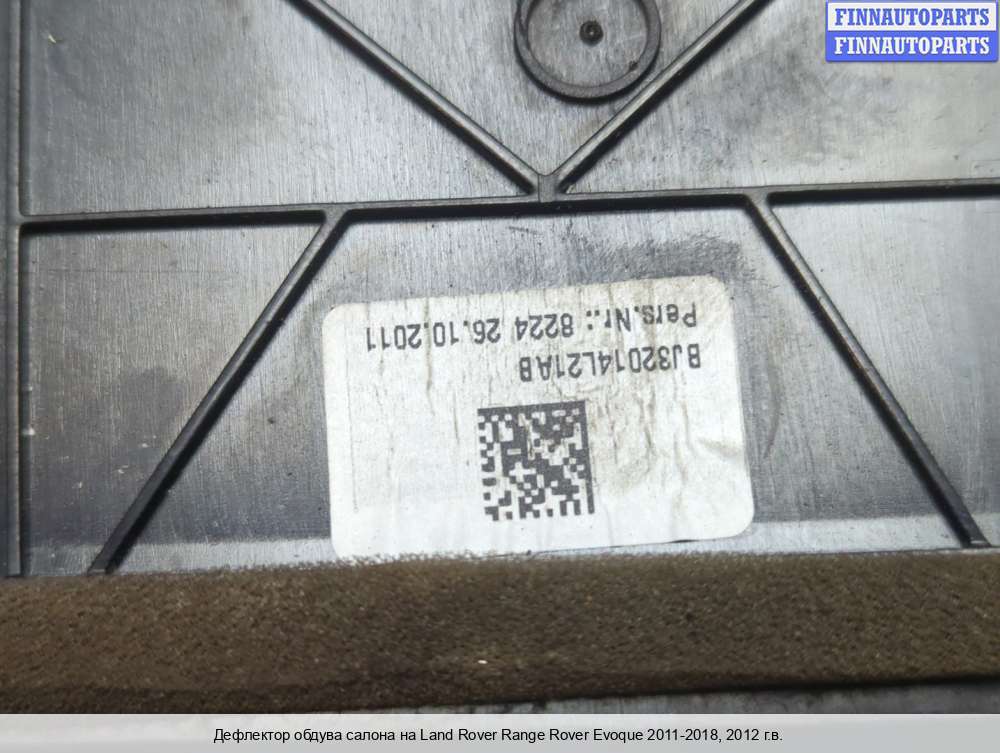 FINNAUTOPARTS
FINNAUTOPARTS
BJ32014L21AB
Pers.Nr.: 8224 26.10.2011
Дефлектор обдува салона на Land Rover Range Rover Evoque 2011-2018, 2012 г.в.